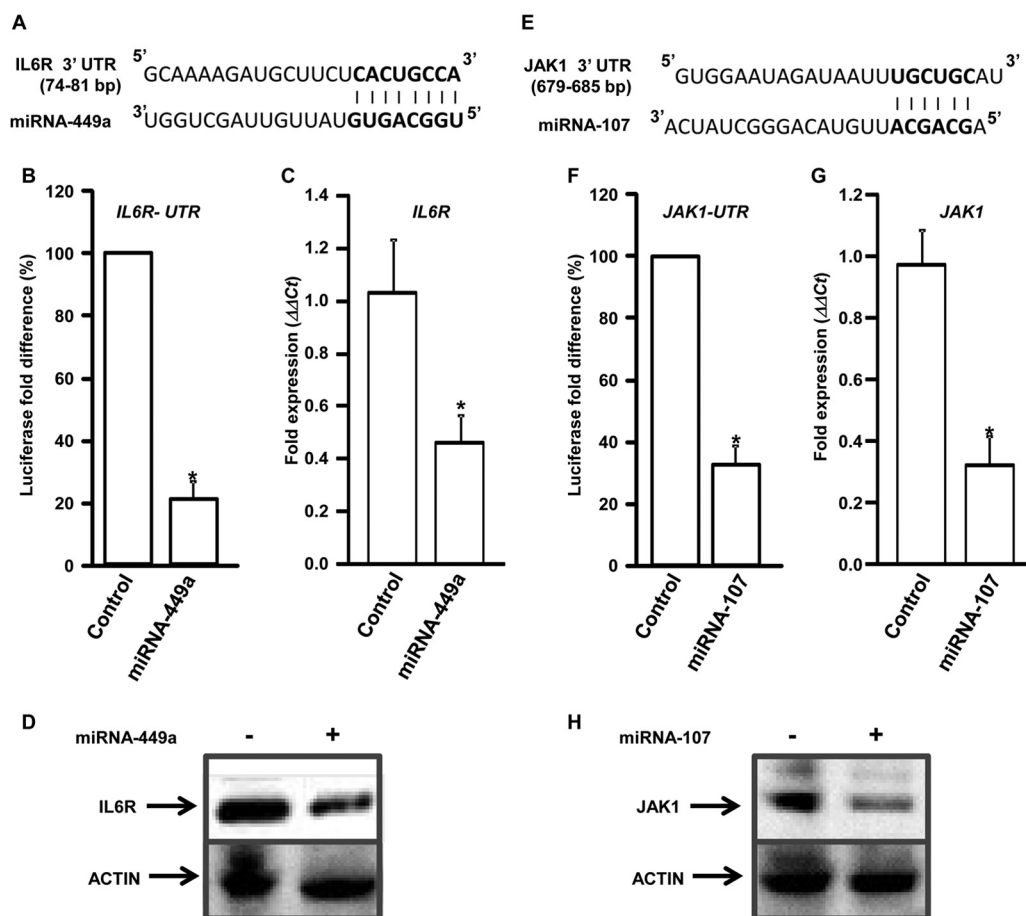 A
5’ 3’
IL6R 3’ UTR GCAAAAGAUGCUUCUCACUGCCA
(74-81 bp)
miRNA-449a 3’UGGUCGAUUGUUAUGUGACGGU5’
B
IL6R- UTR
Luciferase fold difference (%)
120
100
80
60
40
20
0
*
Control
miRNA-449a
C
IL6R
Fold expression (ΔΔCt)
1.4
1.2
1.0
0.8
0.6
0.4
0.2
0.0
*
Control
miRNA-449a
D
miRNA-449a - +
IL6R
ACTIN
E
5’ 3’
JAK1 3’ UTR GUGGAAUAGAUAAUUUGCUGCAU
(679-685 bp)
miRNA-107 3’ACUAUCGGGACAUGUUACGACGA5’
F
JAK1-UTR
Luciferase fold difference (%)
120
100
80
60
40
20
0
*
Control
miRNA-107
G
JAK1
Fold expression (ΔΔCt)
1.2
1.0
0.8
0.6
0.4
0.2
0.0
*
Control
miRNA-107
H
miRNA-107 - +
JAK1
ACTIN